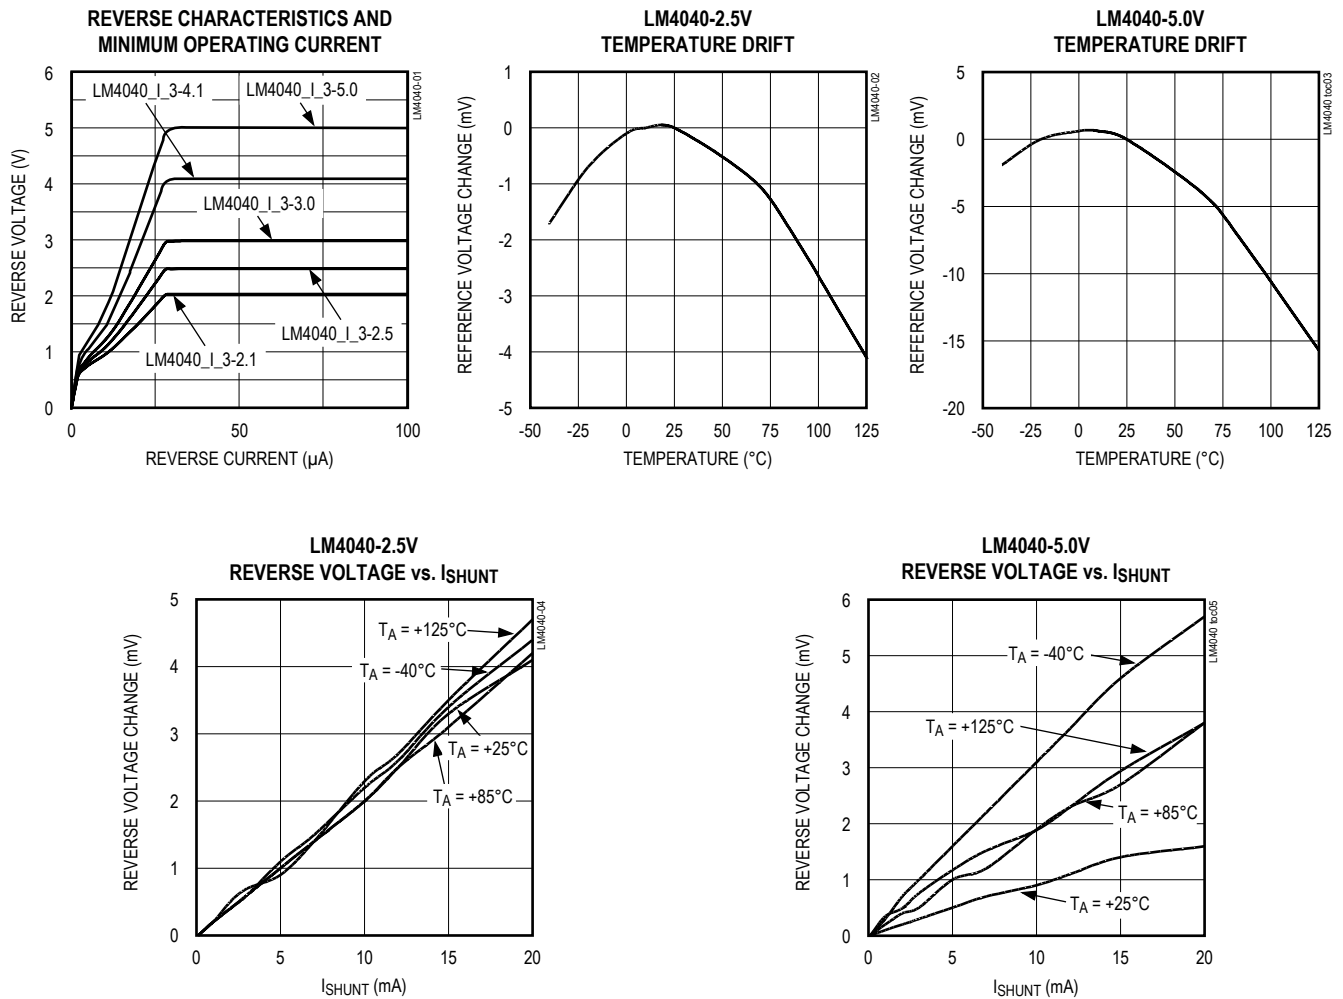 REVERSE CHARACTERISTICS AND
MINIMUM OPERATING CURRENT
6
5
4
3
2
1
0
REVERSE VOLTAGE (V)
LM4040_I_3-4.1
LM4040_I_3-5.0
LM4040_I_3-3.0
LM4040_I_3-2.5
LM4040_I_3-2.1
LM4040-01
0
50
100
REVERSE CURRENT (µA)
LM4040-2.5V
TEMPERATURE DRIFT
1
0
-1
-2
-3
-4
-5
REFERENCE VOLTAGE CHANGE (mV)
LM4040-02
-50
-25
0
25
50
75
100
125
TEMPERATURE (°C)
LM4040-5.0V
TEMPERATURE DRIFT
5
0
-5
-10
-15
-20
REFERENCE VOLTAGE CHANGE (mV)
LM4040 toc03
-50
-25
0
25
50
75
100
125
TEMPERATURE (°C)
LM4040-2.5V
REVERSE VOLTAGE vs. ISHUNT
5
4
3
2
1
0
REVERSE VOLTAGE CHANGE (mV)
TA = +125°C
TA = -40°C
TA = +25°C
TA = +85°C
LM4040-04
0
5
10
15
20
ISHUNT (mA)
LM4040-5.0V
REVERSE VOLTAGE vs. ISHUNT
6
5
4
3
2
1
0
REVERSE VOLTAGE CHANGE (mV)
TA = -40°C
TA = +125°C
TA = +85°C
TA = +25°C
LM4040 toc05
0
5
10
15
20
ISHUNT (mA)